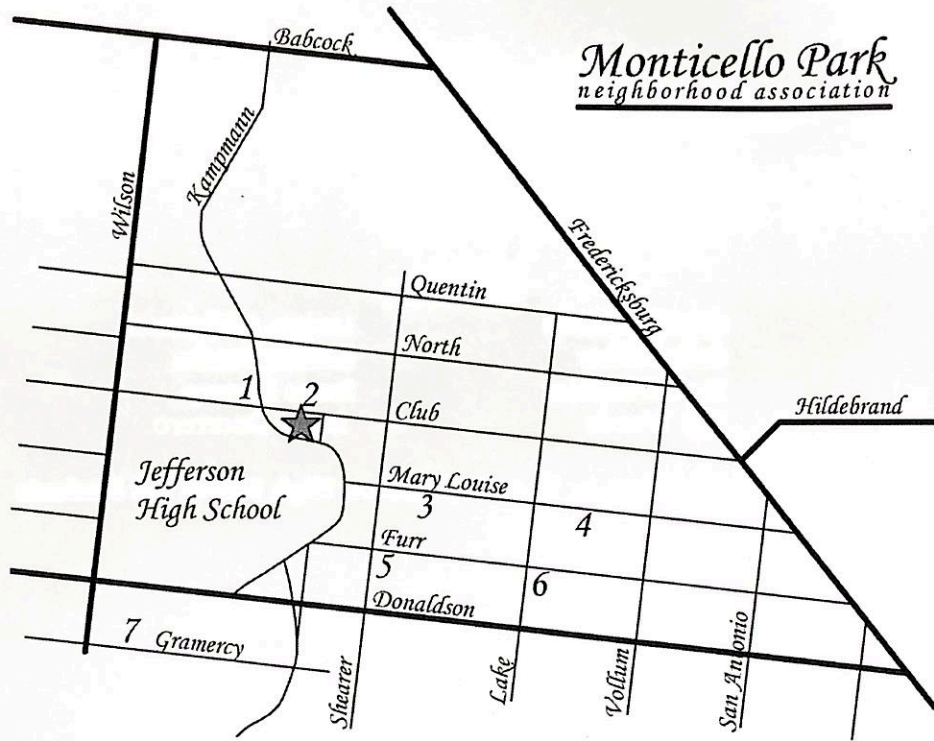 Babcock
Monticello Park
neighborhood association
Kampmann
Wilson
Fredericksburg
Quentin
North
Hildebrand
1
2
Club
Jefferson
High School
Mary Louise
3
4
Furr
5
6
Donaldson
7
Gramercy
Shearer
Lake
Vollum
San Antonio